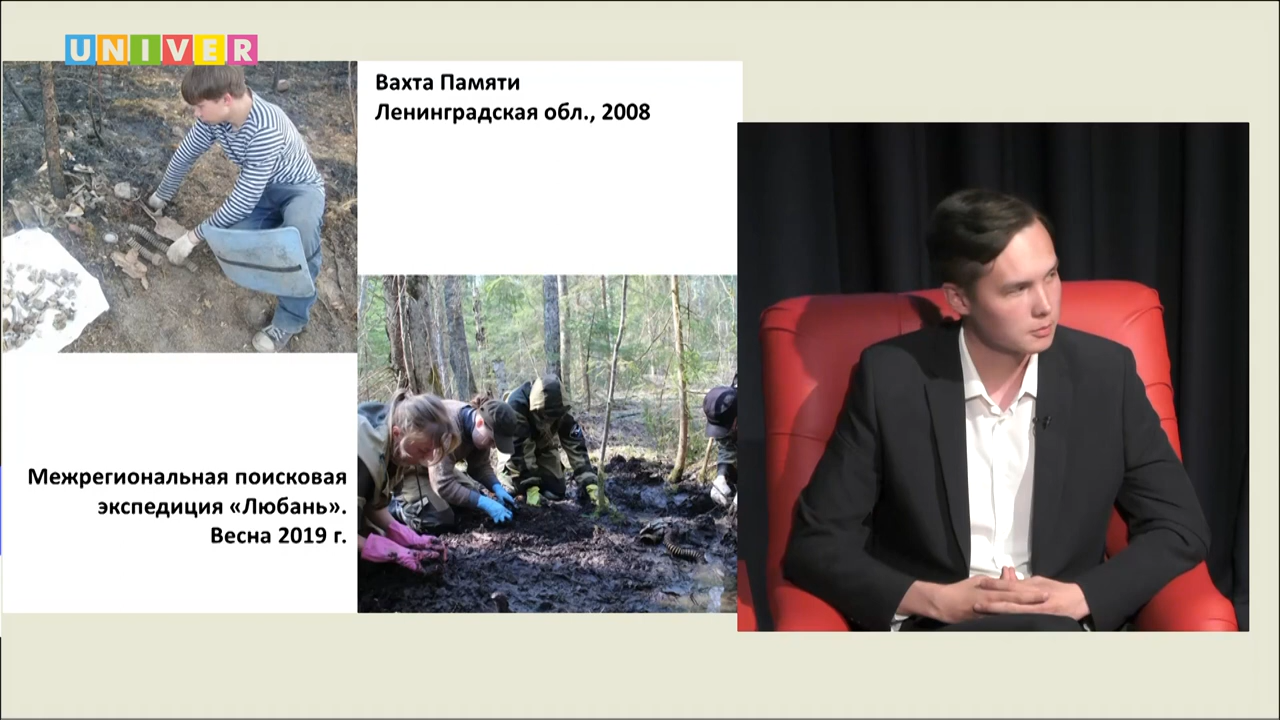 UNIVER
Вахта Памяти
Ленинградская обл., 2008
Межрегиональная поисковая
экспедиция «Любань».
Весна 2019 г.